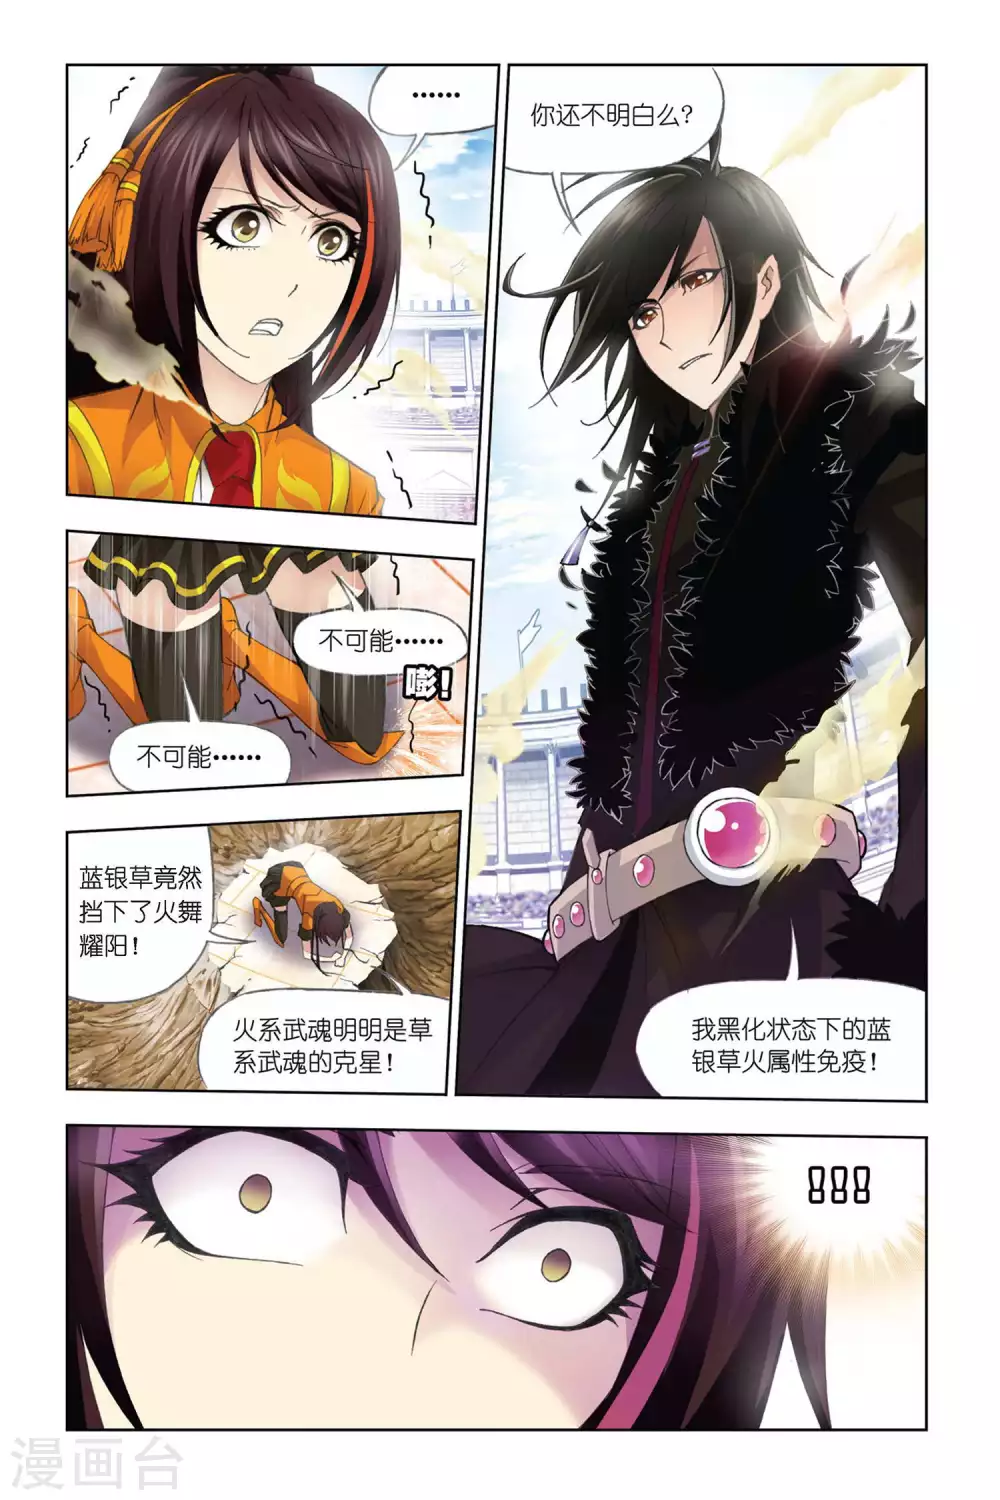 ……
不可能……
嘭！
不可能……
蓝银草竟然
挡下了火舞
耀阳！
火系武魂明明是草
系武魂的克星！
你还不明白么？
我黑化状态下的蓝
银草火属性免疫！
！！！
漫画台